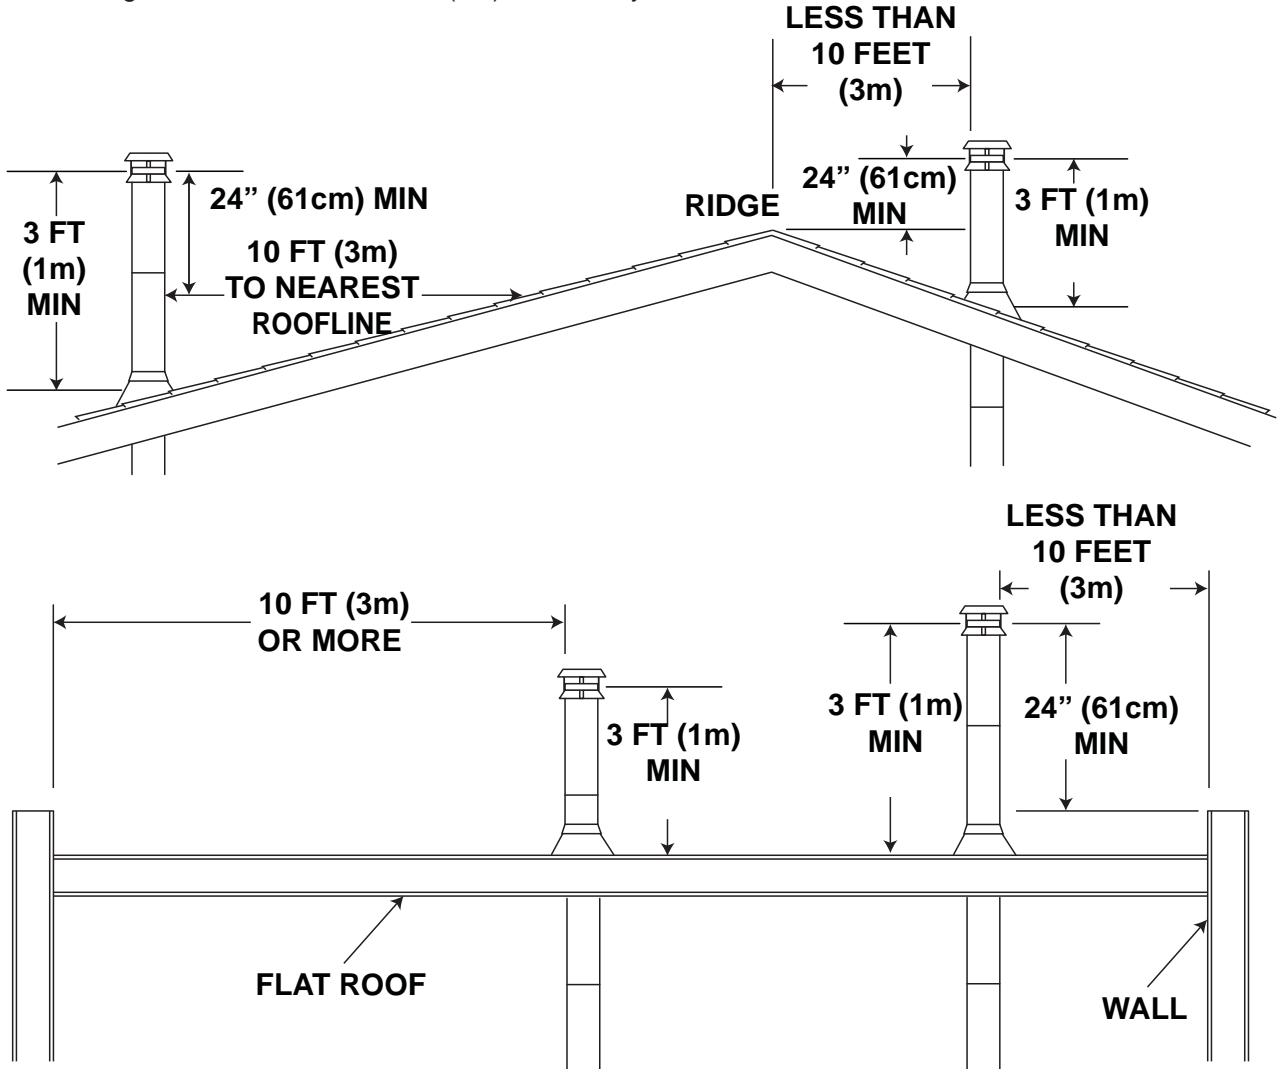 LESS THAN
10 FEET
(3m)
24” (61cm) MIN
3 FT
(1m)
MIN
10 FT (3m)
TO NEAREST
ROOFLINE
RIDGE
24” (61cm)
MIN
3 FT (1m)
MIN
LESS THAN
10 FEET
(3m)
10 FT (3m)
OR MORE
3 FT (1m)
MIN
3 FT (1m)
MIN
24” (61cm)
MIN
FLAT ROOF
WALL